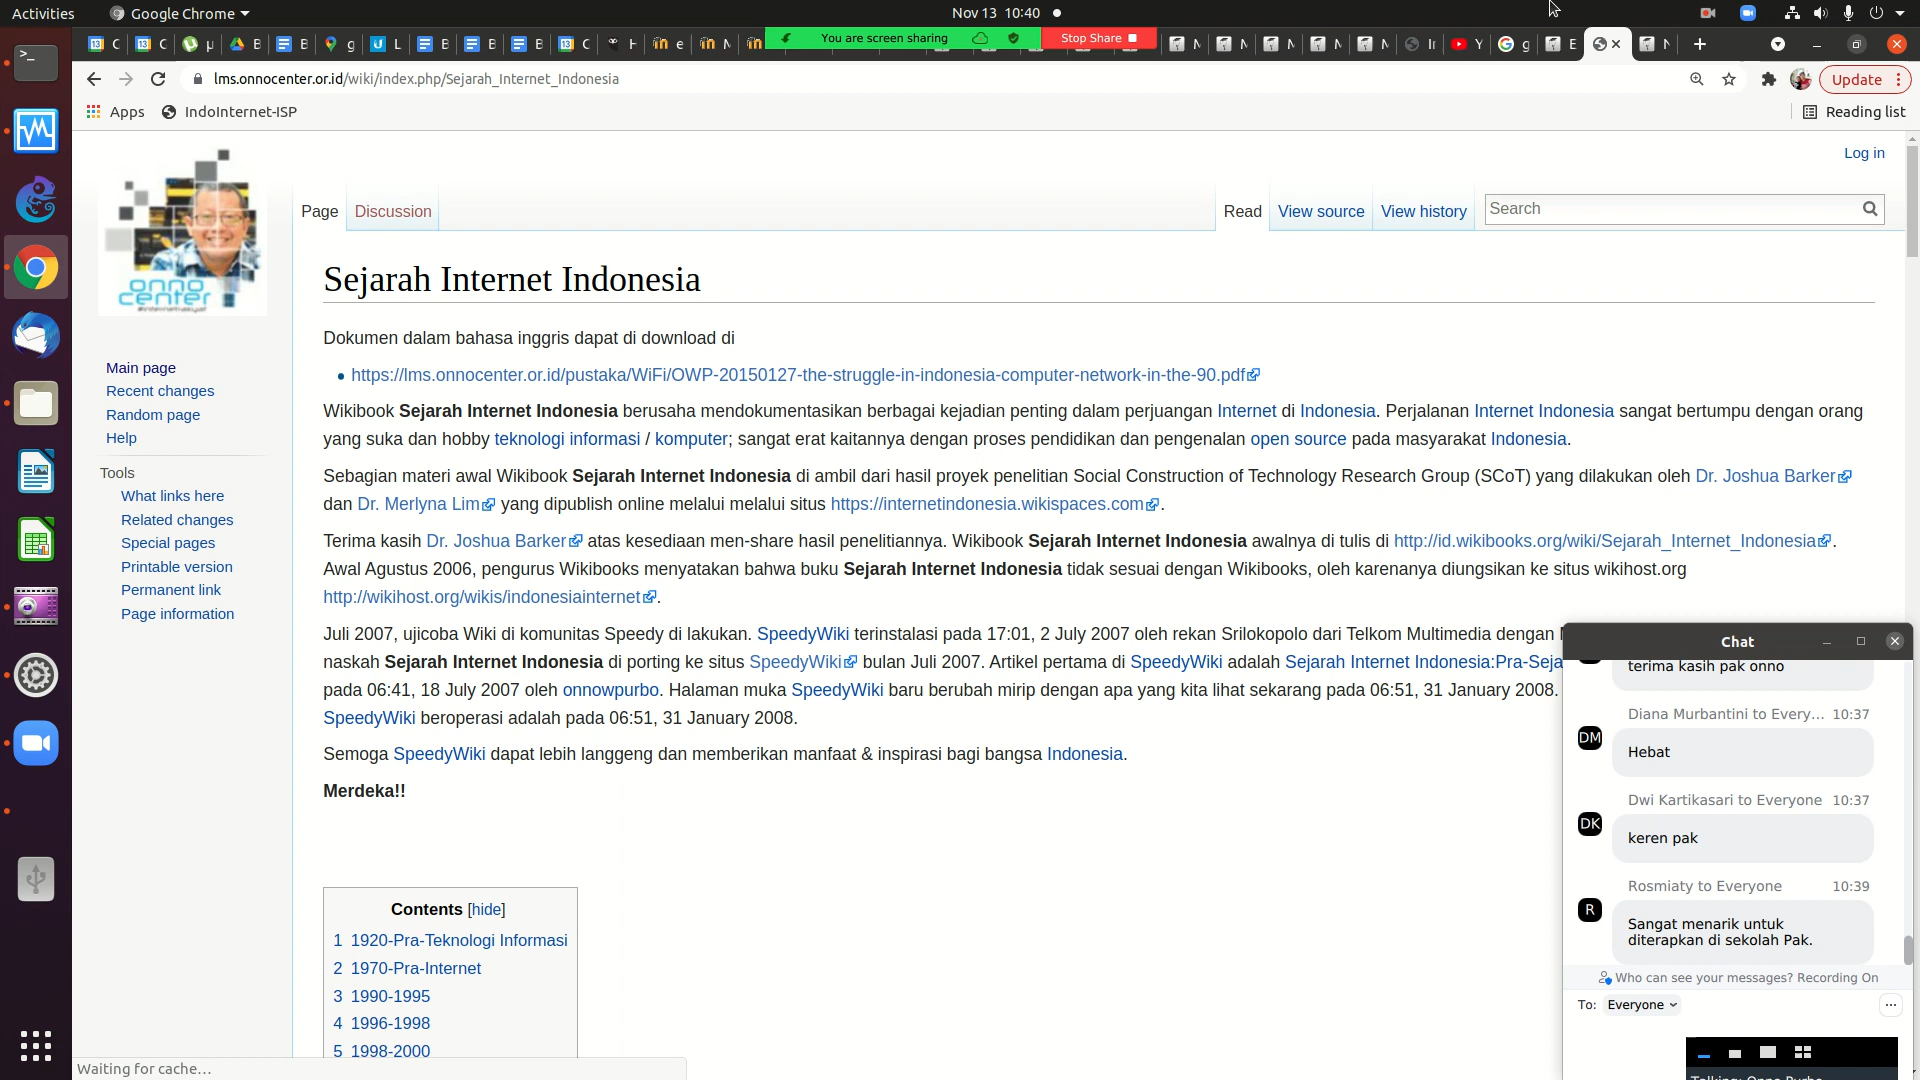 Activities
Google Chrome
Nov 13 10:40
You are screen sharing
Stop Share
lms.onnocenter.or.id/wiki/index.php/Sejarah_Internet_Indonesia
Update
Apps
IndoInternet-ISP
Reading list
Log in
onno
center
Page
Discussion
Read
View source
View history
Search
Main page
Recent changes
Random page
Help
Tools
What links here
Related changes
Special pages
Printable version
Permanent link
Page information
Sejarah Internet Indonesia
Dokumen dalam bahasa inggris dapat di download di
https://lms.onnocenter.or.id/pustaka/WiFi/OWP-20150127-the-struggle-in-indonesia-computer-network-in-the-90.pdf
Wikibook Sejarah Internet Indonesia berusaha mendokumentasikan berbagai kejadian penting dalam perjuangan Internet di Indonesia. Perjalanan Internet Indonesia sangat bertumpu dengan orang
yang suka dan hobby teknologi informasi / komputer; sangat erat kaitannya dengan proses pendidikan dan pengenalan open source pada masyarakat Indonesia.
Sebagian materi awal Wikibook Sejarah Internet Indonesia di ambil dari hasil proyek penelitian Social Construction of Technology Research Group (SCoT) yang dilakukan oleh Dr. Joshua Barker
dan Dr. Merlyna Lim yang dipublish online melalui melalui situs https://internetindonesia.wikispaces.com.
Terima kasih Dr. Joshua Barker atas kesediaan men-share hasil penelitiannya. Wikibook Sejarah Internet Indonesia awalnya di tulis di http://id.wikibooks.org/wiki/Sejarah_Internet_Indonesia.
Awal Agustus 2006, pengurus Wikibooks menyatakan bahwa buku Sejarah Internet Indonesia tidak sesuai dengan Wikibooks, oleh karenanya diungsikan ke situs wikihost.org
http://wikihost.org/wikis/indonesiainternet.
Juli 2007, ujicoba Wiki di komunitas Speedy di lakukan. SpeedyWiki terinstalasi pada 17:01, 2 July 2007 oleh rekan Srilokopolo dari Telkom Multimedia dengan
naskah Sejarah Internet Indonesia di porting ke situs SpeedyWiki bulan Juli 2007. Artikel pertama di SpeedyWiki adalah Sejarah Internet Indonesia:Pra-Seja
pada 06:41, 18 July 2007 oleh onnowpurbo. Halaman muka SpeedyWiki baru berubah mirip dengan apa yang kita lihat sekarang pada 06:51, 31 January 2008.
SpeedyWiki beroperasi adalah pada 06:51, 31 January 2008.
Semoga SpeedyWiki dapat lebih langgeng dan memberikan manfaat & inspirasi bagi bangsa Indonesia.
Merdeka!!
Contents [hide]
1 1920-Pra-Teknologi Informasi
2 1970-Pra-Internet
3 1990-1995
4 1996-1998
5 1998-2000
Waiting for cache...
Chat
terima kasih pak onno
Diana Murbantini to Every... 10:37
DM
Hebat
Dwi Kartikasari to Everyone 10:37
DK
keren pak
Rosmiaty to Everyone 10:39
R
Sangat menarik untuk
diterapkan di sekolah Pak.
Who can see your messages? Recording On
To: Everyone